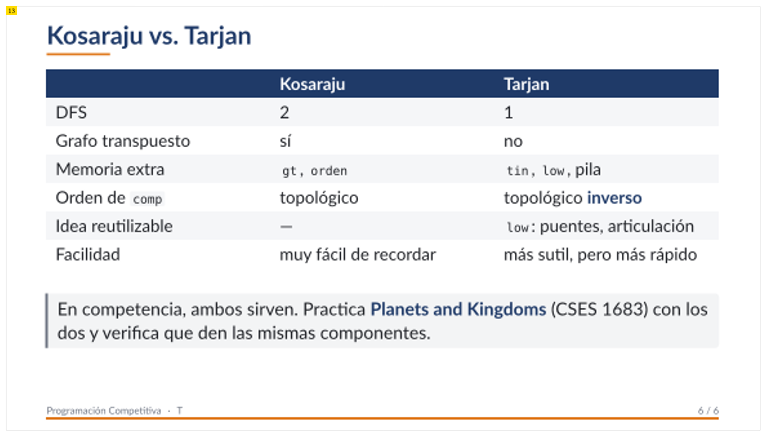 13
Kosaraju vs. Tarjan
Kosaraju Tarjan
DFS 2 1
Grafo transpuesto sí no
Memoria extra gt, orden tin, low, pila
Orden de comp topológico topológico inverso
Idea reutilizable — low: puentes, articulación
Facilidad muy fácil de recordar más sutil, pero más rápido
En competencia, ambos sirven. Practica Planets and Kingdoms (CSES 1683) con los
dos y verifica que den las mismas componentes.
Programación Competitiva · T 6 / 6